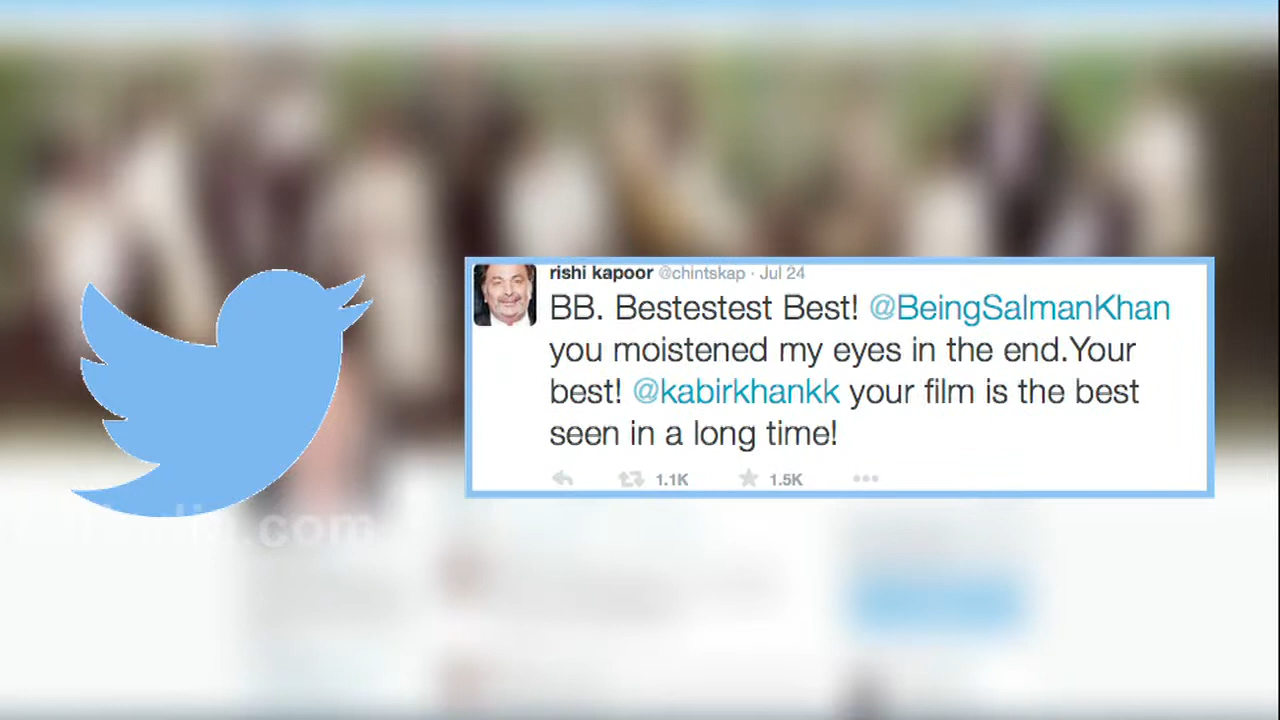 rishi kapoor @chintskap · Jul 24
BB. Bestestest Best! @BeingSalmanKhan
you moistened my eyes in the end.Your
best! @kabirkhankk your film is the best
seen in a long time!
1.1K 1.5K
.com